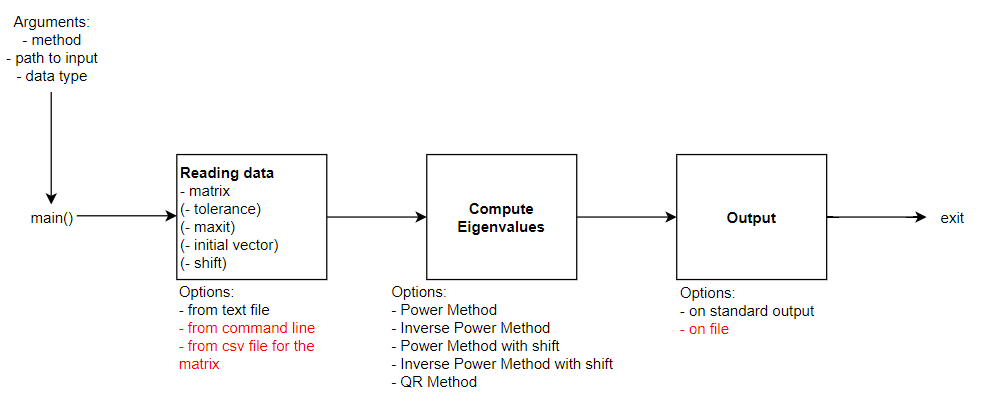 Arguments:
- method
- path to input
- data type
main()
Reading data
- matrix
(- tolerance)
(- maxit)
(- initial vector)
(- shift)
Options:
- from text file
- from command line
- from csv file for the
matrix
Compute
Eigenvalues
Options:
- Power Method
- Inverse Power Method
- Power Method with shift
- Inverse Power Method with shift
- QR Method
Output
Options:
- on standard output
- on file
exit